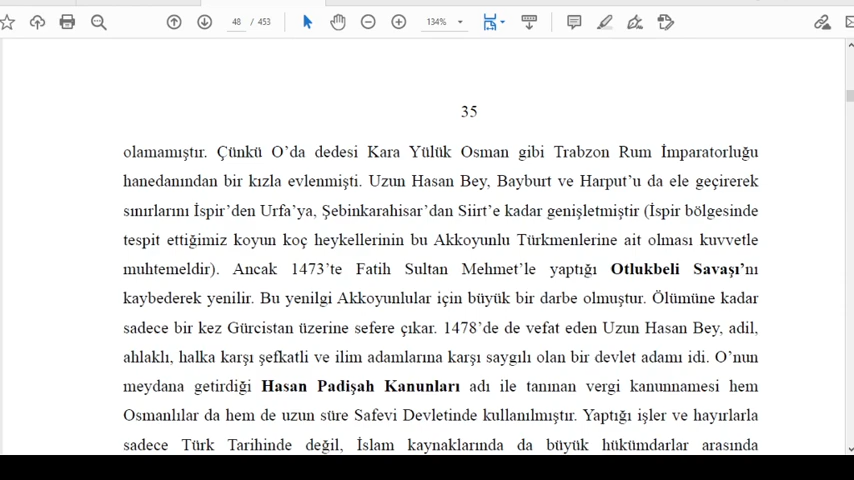 48 / 453
134%
35
olamamıştır. Çünkü O’da dedesi Kara Yülük Osman gibi Trabzon Rum İmparatorluğu
hanedanından bir kızla evlenmişti. Uzun Hasan Bey, Bayburt ve Harput’u da ele geçirerek
sınırlarını İspir’den Urfa’ya, Şebinkarahisar’dan Siirt’e kadar genişletmiştir (İspir bölgesinde
tespit ettiğimiz koyun koç heykellerinin bu Akkoyunlu Türkmenlerine ait olması kuvvetle
muhtemeldir). Ancak 1473’te Fatih Sultan Mehmet’le yaptığı Otlukbeli Savaşı’nı
kaybederek yenilir. Bu yenilgi Akkoyunlular için büyük bir darbe olmuştur. Ölümüne kadar
sadece bir kez Gürcistan üzerine sefere çıkar. 1478’de de vefat eden Uzun Hasan Bey, adil,
ahlaklı, halka karşı şefkatli ve ilim adamlarına karşı saygılı olan bir devlet adamı idi. O’nun
meydana getirdiği Hasan Padişah Kanunları adı ile tanınan vergi kanunnamesi hem
Osmanlılar da hem de uzun süre Safevi Devletinde kullanılmıştır. Yaptığı işler ve hayırlarla
sadece Türk Tarihinde değil, İslam kaynaklarında da büyük hükümdarlar arasında